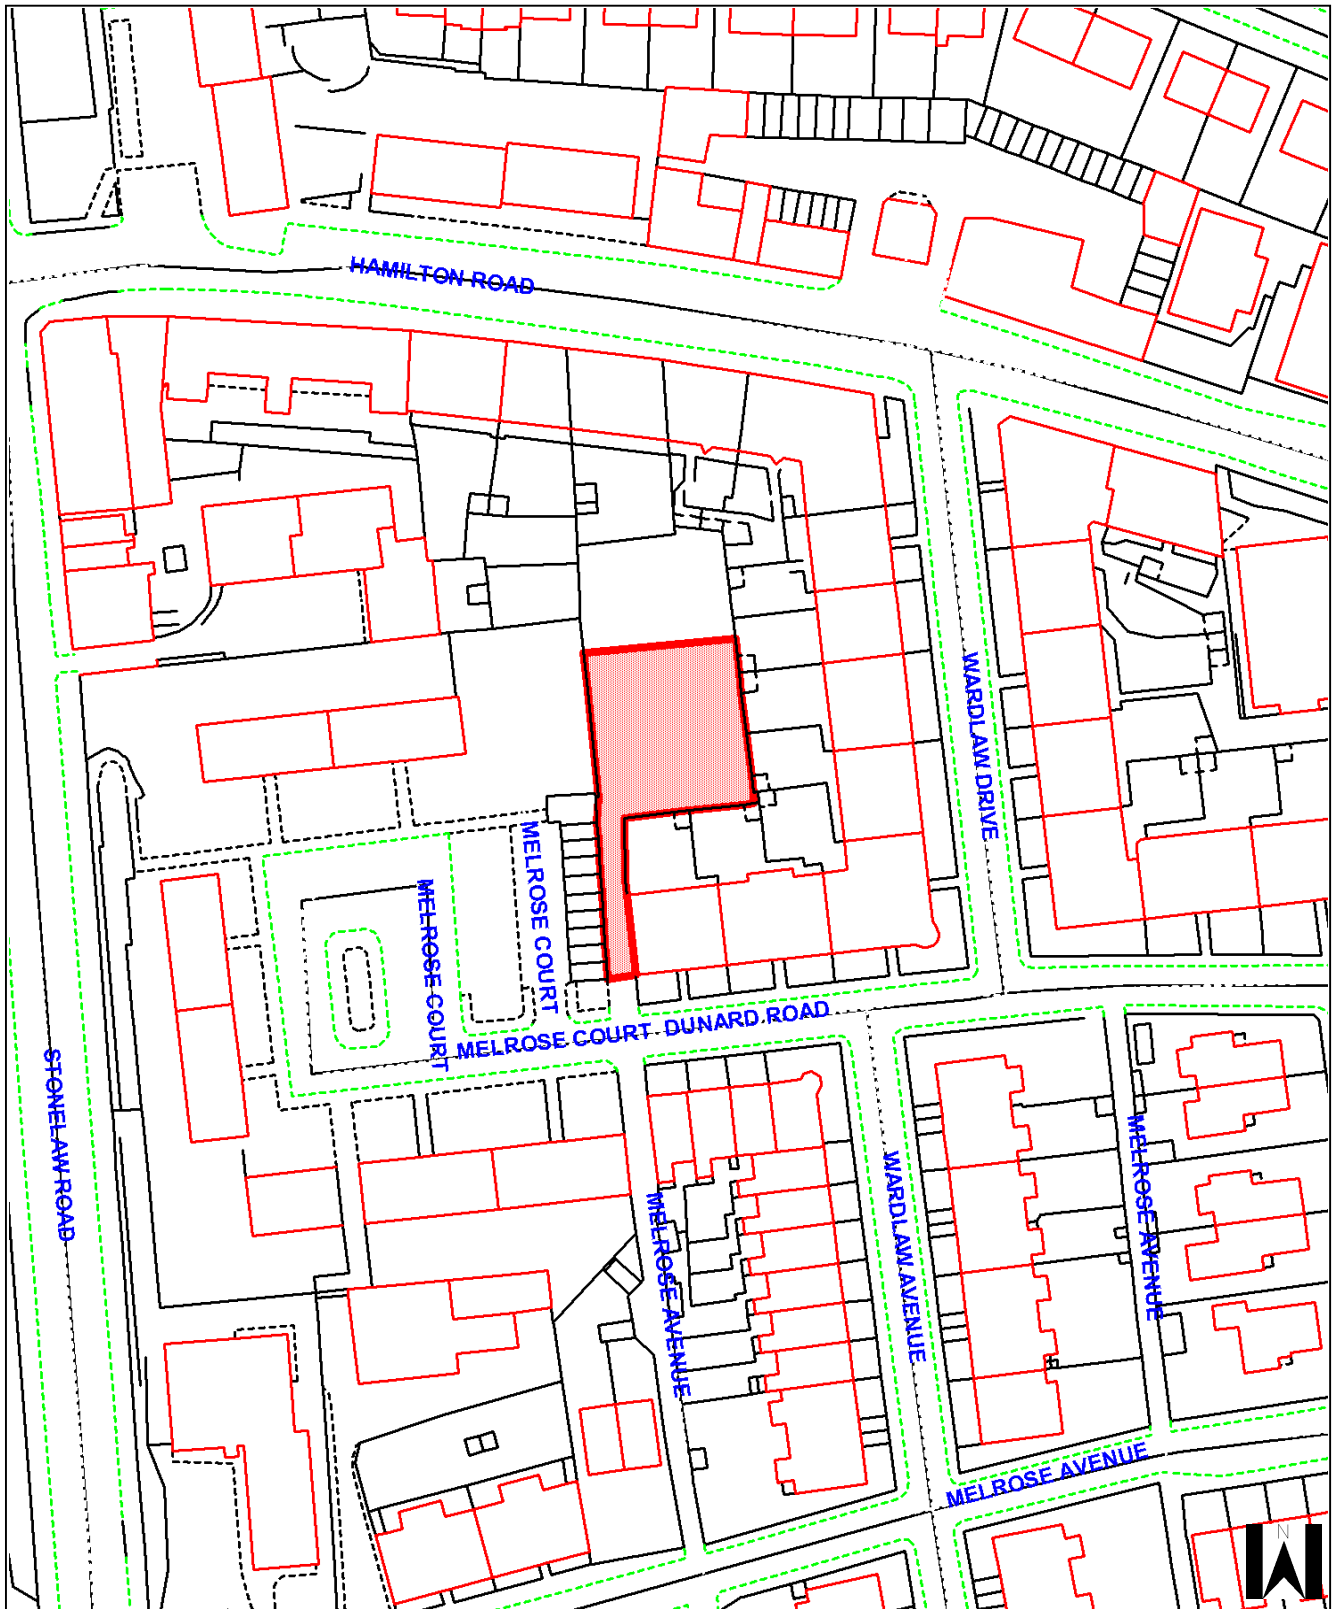 HAMILTON ROAD
WARDLAW DRIVE
MELROSE COURT
MELROSE COURT
MELROSE COURT
DUNARD ROAD
STONELAW ROAD
MELROSE AVENUE
WARDLAW AVENUE
MELROSE AVENUE
MELROSE AVENUE
N